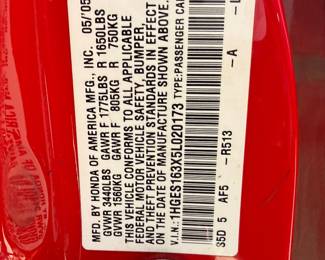 MFD. BY HONDA OF AMERICA MFG., INC. 05/05
GVWR 3440LBS GAWR F 1775LBS R 1650LBS
GVWR 1560KG GAWR F 805KG R 750KG
THIS VEHICLE CONFORMS TO ALL APPLICABLE
FEDERAL MOTOR VEHICLE SAFETY, BUMPER,
AND THEFT PREVENTION STANDARDS IN EFFECT
ON THE DATE OF MANUFACTURE SHOWN ABOVE.
V.I.N.: 1HGES163X5L020173 TYPE:PASSENGER CAR
S5D 5 AF5 -R513 -A -L